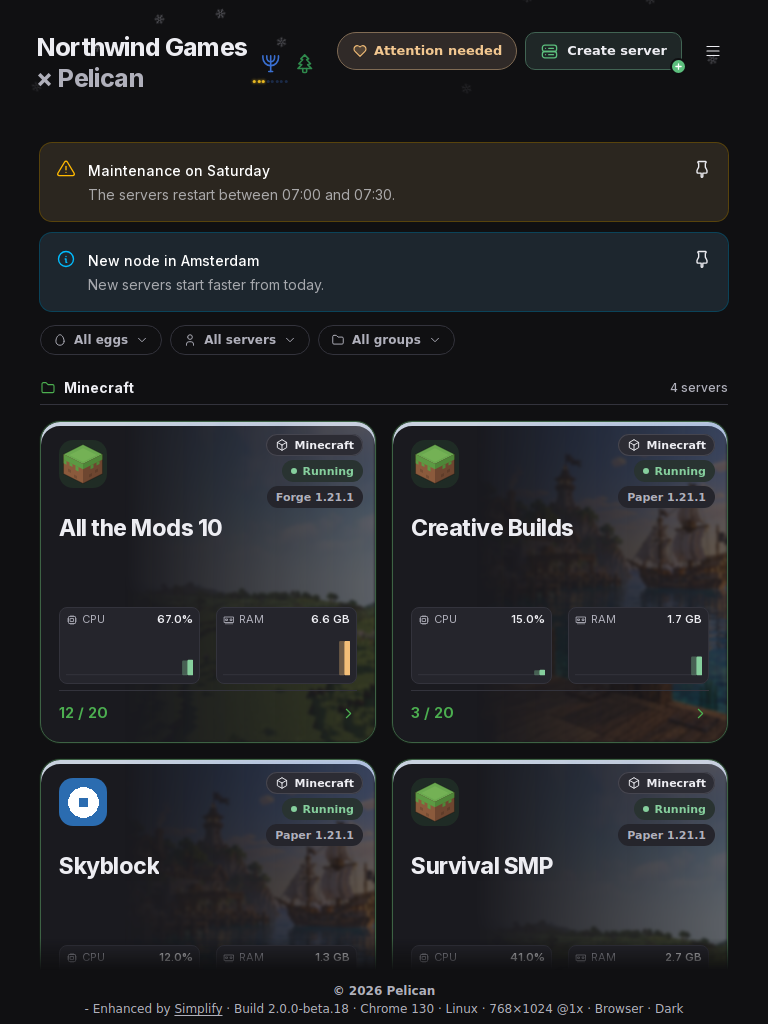 Northwind Games
× Pelican
Attention needed
Create server
Maintenance on Saturday
The servers restart between 07:00 and 07:30.
New node in Amsterdam
New servers start faster from today.
All eggs
All servers
All groups
Minecraft
4 servers
Minecraft
Running
Forge 1.21.1
All the Mods 10
CPU 67.0%
RAM 6.6 GB
12 / 20
Minecraft
Running
Paper 1.21.1
Creative Builds
CPU 15.0%
RAM 1.7 GB
3 / 20
Minecraft
Running
Paper 1.21.1
Skyblock
CPU 12.0%
RAM 1.3 GB
Minecraft
Running
Paper 1.21.1
Survival SMP
CPU 41.0%
RAM 2.7 GB
© 2026 Pelican
- Enhanced by Simplify · Build 2.0.0-beta.18 · Chrome 130 · Linux · 768×1024 @1x · Browser · Dark